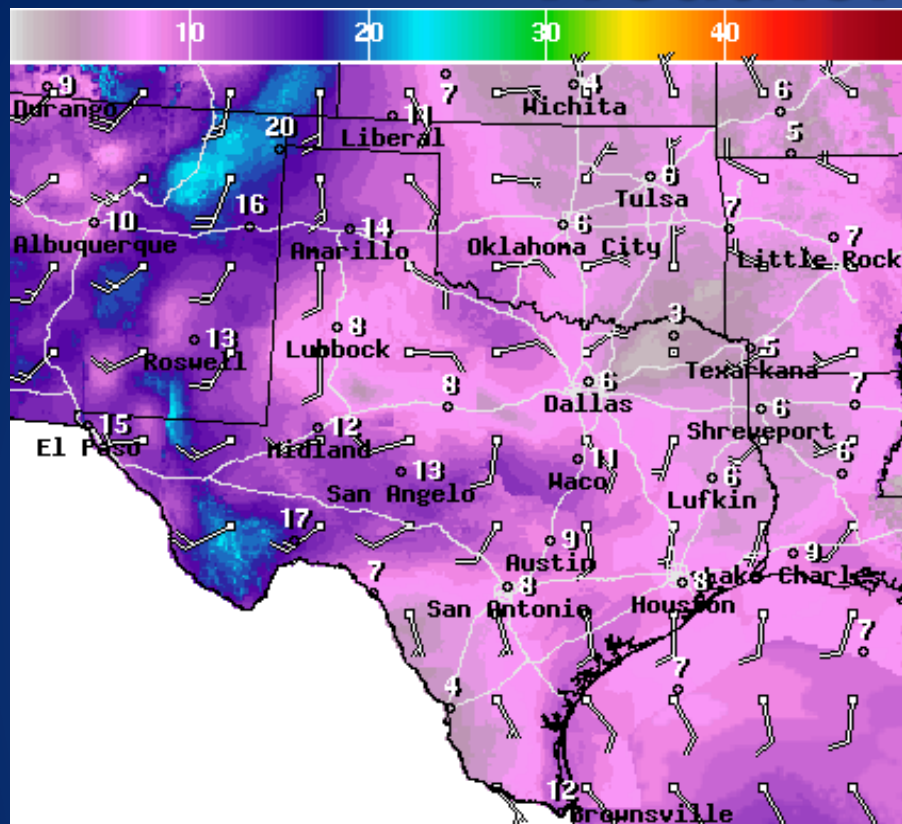 10 20 30 40
9
Durango
7
4
Wichita
6
11
Liberal
20
5
6
Tulsa
10
Albuquerque
16
14
Amarillo
6
Oklahoma City
7
7
Little Rock
13
Roswell
8
Lubbock
3
5
Texarkana
8
6
Dallas
7
6
Shreveport
15
El Paso
12
Midland
13
San Angelo
11
Waco
6
Lufkin
6
17
9
Austin
9
Lake Charles
7
8
San Antonio
8
Houston
7
7
4
12
Brownsville